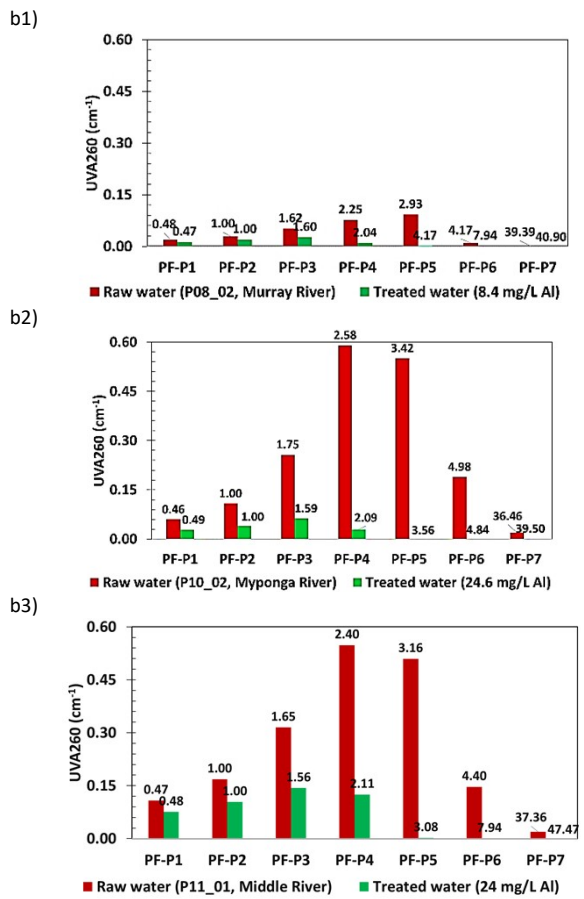 b1)
0.60
0.45
0.30
0.15
0.00
UVA260 (cm-1)
0.48 0.47 1.00 1.00 1.62 1.60 2.25 2.04 2.93 4.17 4.17 7.94 39.39 40.90
PF-P1 PF-P2 PF-P3 PF-P4 PF-P5 PF-P6 PF-P7
Raw water (P08_02, Murray River) Treated water (8.4 mg/L Al)
b2)
0.60
0.45
0.30
0.15
0.00
UVA260 (cm-1)
0.46 0.49 1.00 1.00 1.75 1.59 2.58 2.09 3.42 3.56 4.98 4.84 36.46 39.50
PF-P1 PF-P2 PF-P3 PF-P4 PF-P5 PF-P6 PF-P7
Raw water (P10_02, Myponga River) Treated water (24.6 mg/L Al)
b3)
0.60
0.45
0.30
0.15
0.00
UVA260 (cm-1)
0.47 0.48 1.00 1.00 1.65 1.56 2.40 2.11 3.16 3.08 4.40 7.94 37.36 47.47
PF-P1 PF-P2 PF-P3 PF-P4 PF-P5 PF-P6 PF-P7
Raw water (P11_01, Middle River) Treated water (24 mg/L Al)